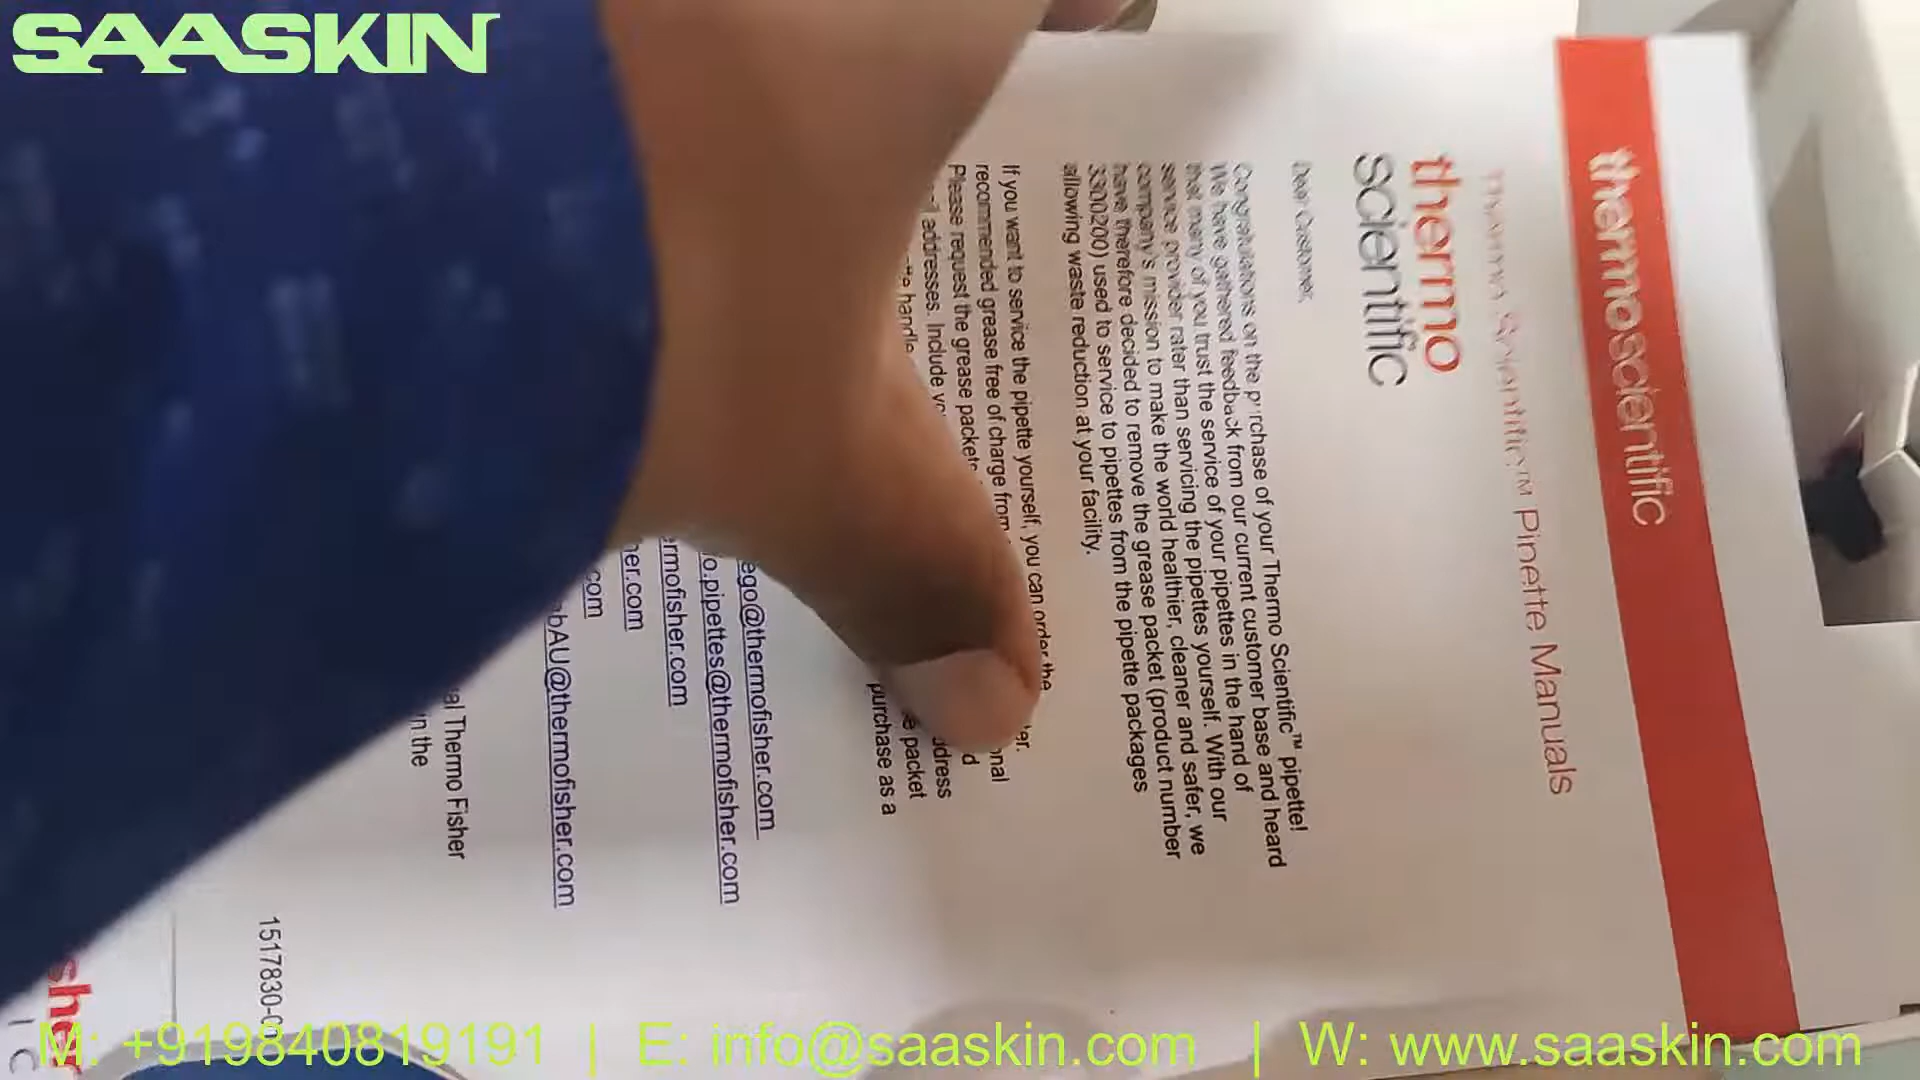 SAASKIN
thermoscientific
Thermo Scientific™ Pipette Manuals
thermo
scientific
Dear Customer,
Congratulations on the purchase of your Thermo Scientific™ pipette!
We have gathered feedback from our current customer base and heard
that many of you trust the service of your pipettes in the hand of
service provider rater than servicing the pipettes yourself. With our
company's mission to make the world healthier, cleaner and safer, we
have therefore decided to remove the grease packet (product number
3300200) used to service to pipettes from the pipette packages
allowing waste reduction at your facility.
If you want to service the pipette yourself, you can order the
recommended grease free of charge from
Please request the grease packets
addresses. Include
handle
packet
purchase as a
ego@thermofisher.com
o.pipettes@thermofisher.com
ermofisher.com
her.com
com
bAU@thermofisher.com
al Thermo Fisher
in the
1517830-0
sher
M: +919840819191 | E: info@saaskin.com | W: www.saaskin.com